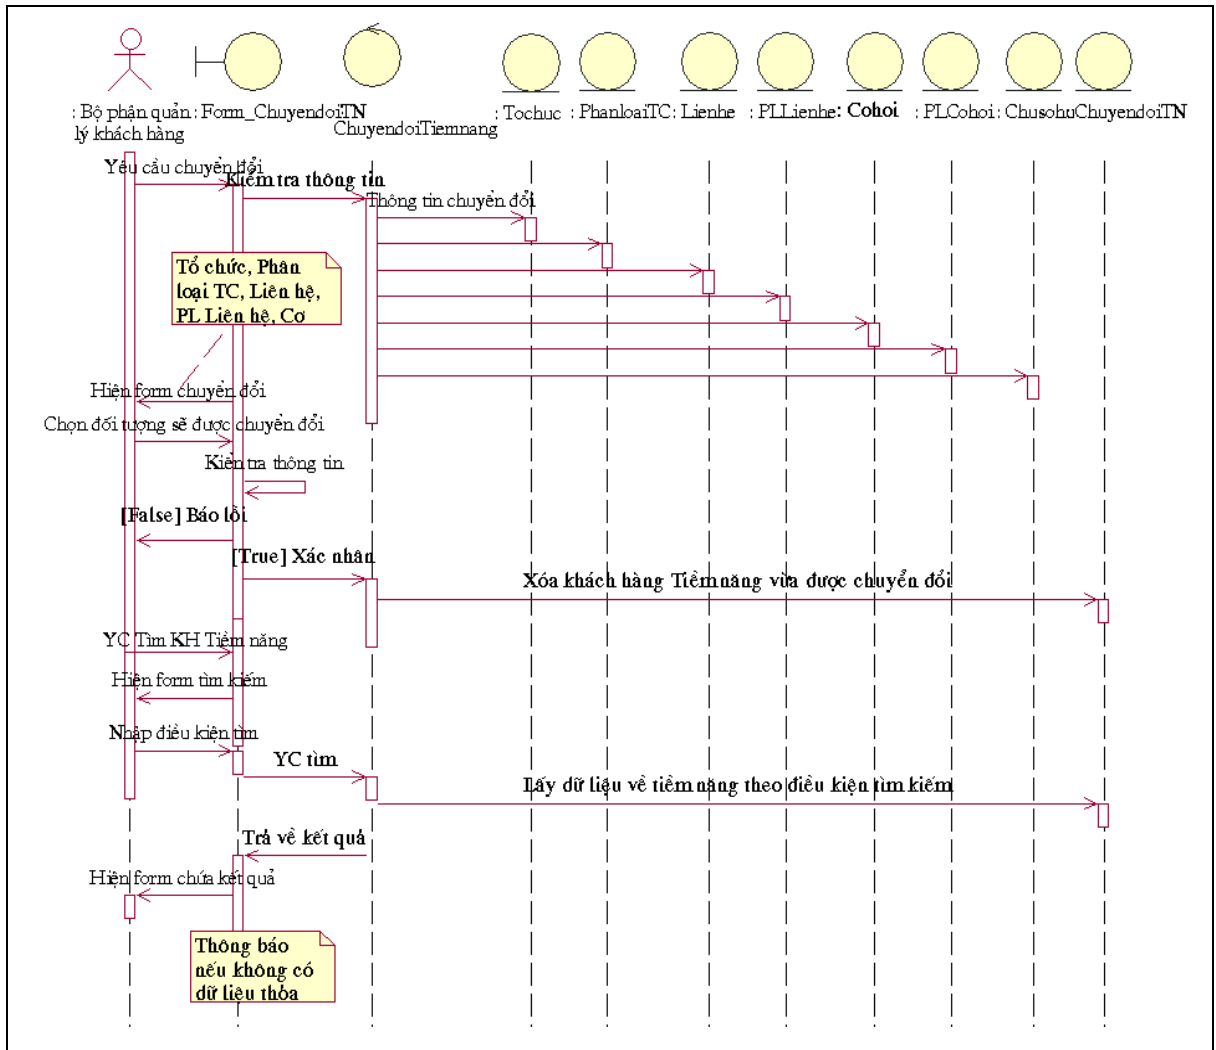 : Bộ phận quản
lý khách hàng
: Form_ChuyendoiTN
ChuyendoiTiemnang
: Tochuc
: PhanloaiTC
: Lienhe
: PLLienhe
: Cohoi
: PLCohoi
: Chusohu
ChuyendoiTN
Yêu cầu chuyển đổi
Kiểm tra thông tin
Thông tin chuyển đổi
Tổ chức, Phân
loại TC, Liên hệ,
PL Liên hệ, Cơ
Hiện form chuyển đổi
Chọn đối tượng sẽ được chuyển đổi
Kiển tra thông tin
[False] Báo lỗi
[True] Xác nhân
Xóa khách hàng Tiềm năng vừa được chuyển đổi
YC Tìm KH Tiềm năng
Hiện form tìm kiếm
Nhập điều kiện tìm
YC tìm
Lấy dữ liệu về tiềm năng theo điều kiện tìm kiếm
Trả về kết quả
Hiện form chứa kết quả
Thông báo
nếu không có
dữ liệu thỏa